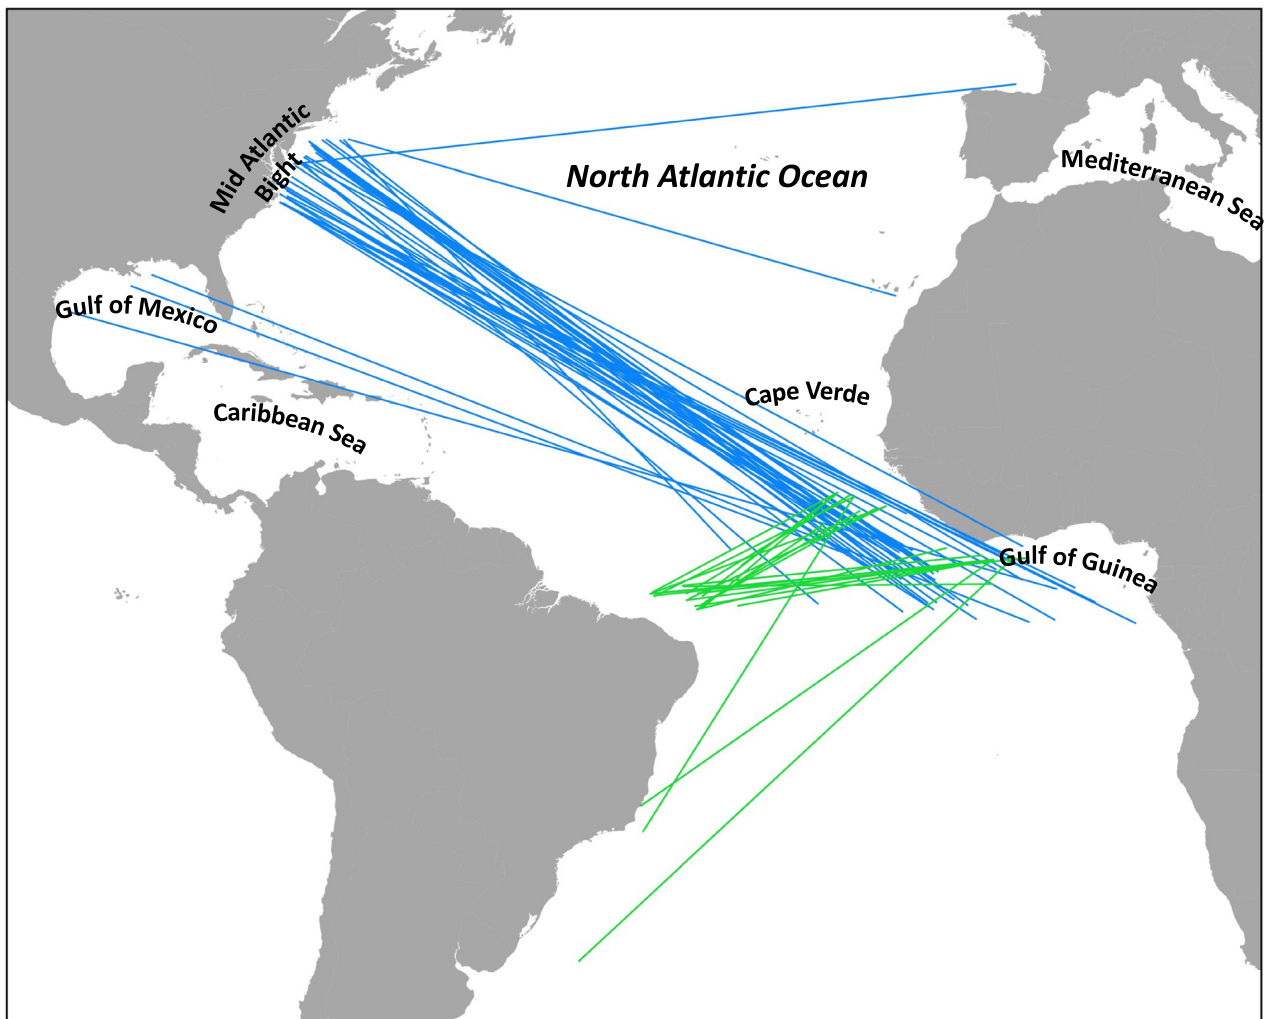 Mid Atlantic
Bight
North Atlantic Ocean
Mediterranean Sea
Gulf of Mexico
Caribbean Sea
Cape Verde
Gulf of Guinea